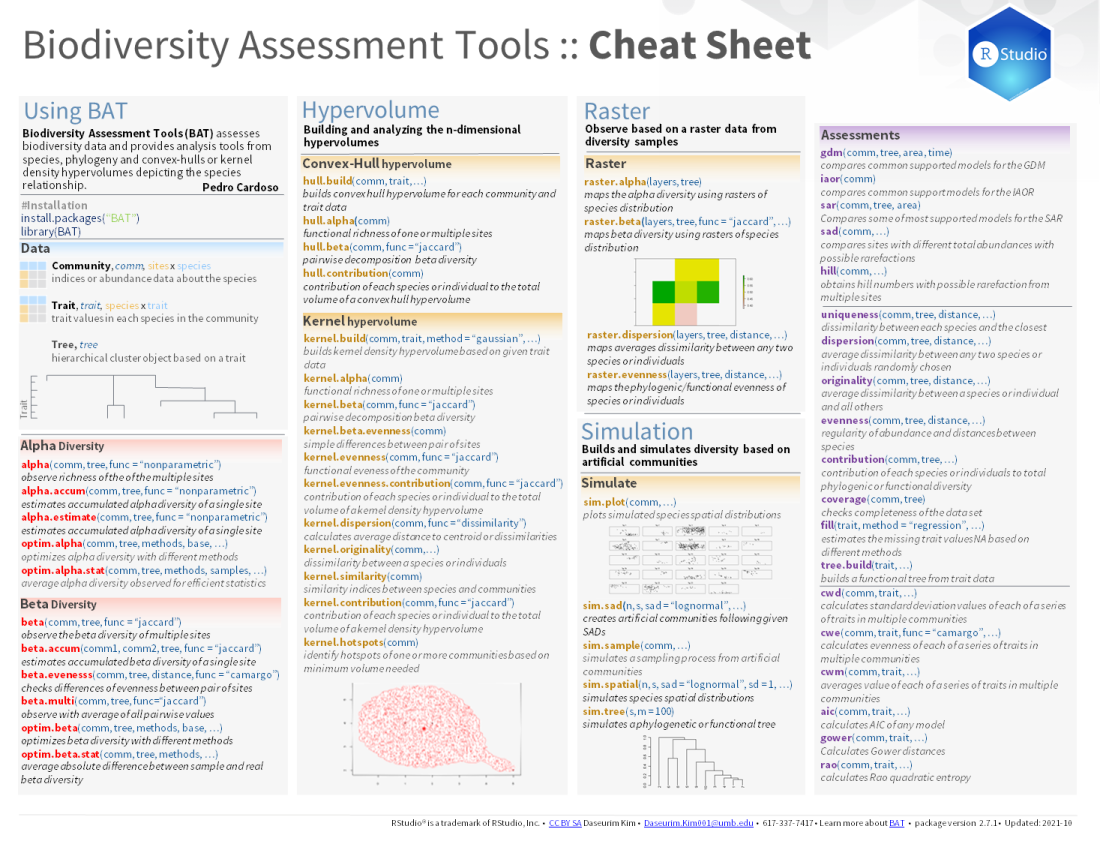 Biodiversity Assessment Tools :: Cheat Sheet
R Studio
Using BAT
Biodiversity Assessment Tools (BAT) assesses
biodiversity data and provides analysis tools from
species, phylogeny and convex-hulls or kernel
density hypervolumes depicting the species
relationship.
Pedro Cardoso
#Installation
install.packages("BAT")
library(BAT)
Data
Community, comm, sites x species
indices or abundance data about the species
Trait, trait, species x trait
trait values in each species in the community
Tree, tree
hierarchical cluster object based on a trait
Trait
Alpha Diversity
alpha(comm, tree, func = "nonparametric")
observe richness of the of the multiple sites
alpha.accum(comm, tree, func = "nonparametric")
estimates accumulated alpha diversity of a single site
alpha.estimate(comm, tree, func = "nonparametric")
estimates accumulated alpha diversity of a single site
optim.alpha(comm, tree, methods, base, …)
optimizes alpha diversity with different methods
optim.alpha.stat(comm, tree, methods, samples, …)
average alpha diversity observed for efficient statistics
Beta Diversity
beta(comm, tree, func = "jaccard")
observe the beta diversity of multiple sites
beta.accum(comm1, comm2, tree, func = "jaccard")
estimates accumulated beta diversity of a single site
beta.evenesss(comm, tree, distance, func = "camargo")
checks differences of evenness between pair of sites
beta.multi(comm, tree, func="jaccard")
observe with average of all pairwise values
optim.beta(comm, tree, methods, base, …)
optimizes beta diversity with different methods
optim.beta.stat(comm, tree, methods, …)
average absolute difference between sample and real
beta diversity
Hypervolume
Building and analyzing the n-dimensional
hypervolumes
Convex-Hull hypervolume
hull.build(comm, trait,…)
builds convex hull hypervolume for each community and
trait data
hull.alpha(comm)
functional richness of one or multiple sites
hull.beta(comm, func = "jaccard")
pairwise decomposition beta diversity
hull.contribution(comm)
contribution of each species or individual to the total
volume of a convex hull hypervolume
Kernel hypervolume
kernel.build(comm, trait, method = "gaussian", …)
builds kernel density hypervolume based on given trait
data
kernel.alpha(comm)
functional richness of one or multiple sites
kernel.beta(comm, func = "jaccard")
pairwise decomposition beta diversity
kernel.beta.evenness(comm)
simple differences between pair of sites
kernel.evenness(comm, func = "jaccard")
functional eveness of the community
kernel.evenness.contribution(comm, func = "jaccard")
contribution of each species or individual to the total
volume of a kernel density hypervolume
kernel.dispersion(comm, func = "dissimilarity")
calculates average distance to centroid or dissimilarities
kernel.originality(comm,…)
dissimilarity between a species or individuals
kernel.similarity(comm)
similarity indices between species and communities
kernel.contribution(comm, func = "jaccard")
contribution of each species or individual to the total
volume of a kernel density hypervolume
kernel.hotspots(comm)
identify hotspots of one or more communities based on
minimum volume needed
Raster
Observe based on a raster data from
diversity samples
Raster
raster.alpha(layers, tree)
maps the alpha diversity using rasters of
species distribution
raster.beta(layers, tree, func = "jaccard", …)
maps beta diversity using rasters of species
distribution
raster.dispersion(layers, tree, distance, …)
maps averages dissimilarity between any two
species or individuals
raster.evenness(layers, tree, distance, …)
maps the phylogenic/functional evenness of
species or individuals
Simulation
Builds and simulates diversity based on
artificial communities
Simulate
sim.plot(comm, …)
plots simulated species spatial distributions
sim.sad(n, s, sad = "lognormal", …)
creates artificial communities following given
SADs
sim.sample(comm, …)
simulates a sampling process from artificial
communities
sim.spatial(n, s, sad = "lognormal", sd = 1, …)
simulates species spatial distributions
sim.tree(s, m = 100)
simulates a phylogenetic or functional tree
Assessments
gdm(comm, tree, area, time)
compares common supported models for the GDM
iaor(comm)
compares common support models for the IAOR
sar(comm, tree, area)
Compares some of most supported models for the SAR
sad(comm, …)
compares sites with different total abundances with
possible rarefactions
hill(comm, …)
obtains hill numbers with possible rarefaction from
multiple sites
uniqueness(comm, tree, distance, …)
dissimilarity between each species and the closest
dispersion(comm, tree, distance, …)
average dissimilarity between any two species or
individuals randomly chosen
originality(comm, tree, distance, …)
average dissimilarity between a species or individual
and all others
evenness(comm, tree, distance, …)
regularity of abundance and distances between
species
contribution(comm, tree, …)
contribution of each species or individuals to total
phylogenic or functional diversity
coverage(comm, tree)
checks completeness of the data set
fill(trait, method = "regression", …)
estimates the missing trait values NA based on
different methods
tree.build(trait, …)
builds a functional tree from trait data
cwd(comm, trait, …)
calculates standard deviation values of each of a series
of traits in multiple communities
cwe(comm, trait, func = "camargo", …)
calculates evenness of each of a series of traits in
multiple communities
cwm(comm, trait, …)
averages value of each of a series of traits in multiple
communities
aic(comm, trait, …)
calculates AIC of any model
gower(comm, trait, …)
Calculates Gower distances
rao(comm, trait, …)
calculates Rao quadratic entropy
RStudio® is a trademark of RStudio, Inc. • CC BY SA Daseurim Kim • Daseurim.Kim001@umb.edu • 617-337-7417 • Learn more about BAT • package version 2.7.1 • Updated: 2021-10